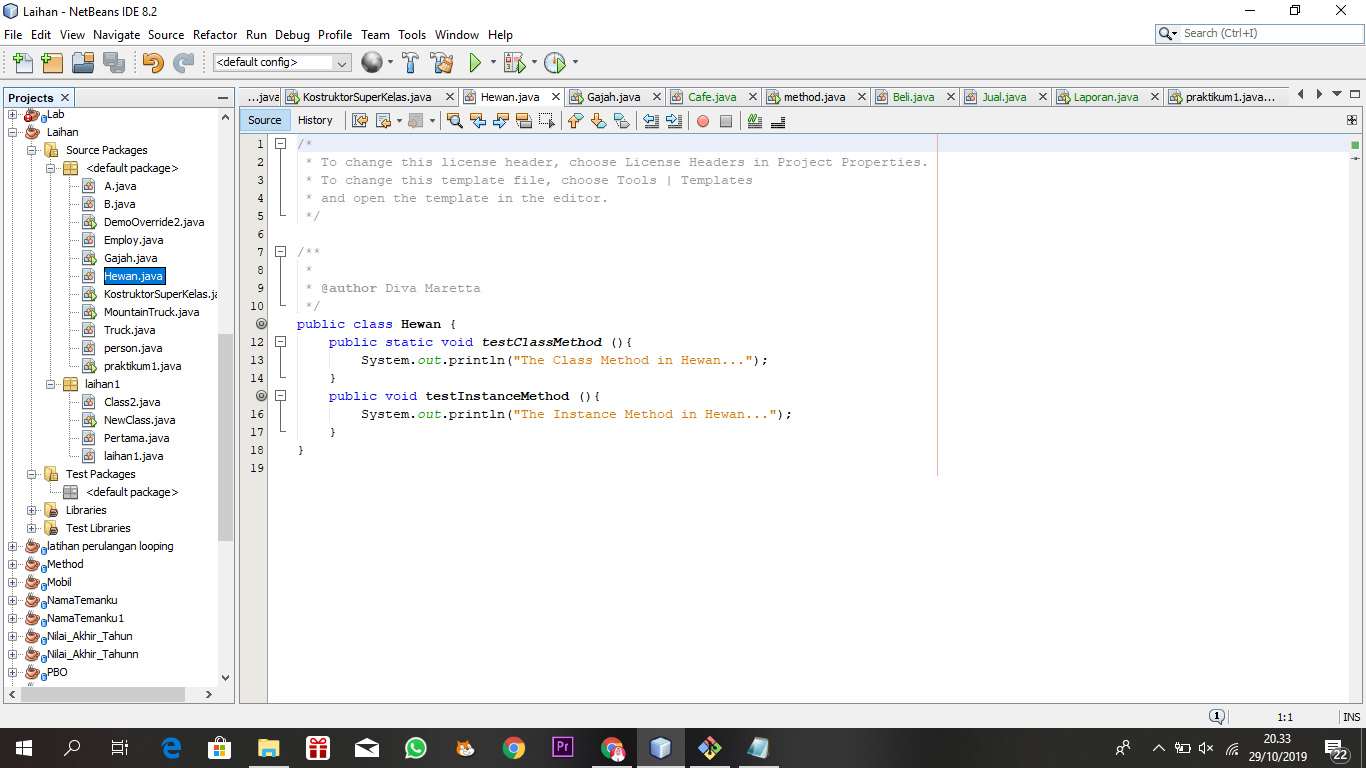 Laihan - NetBeans IDE 8.2
File Edit View Navigate Source Refactor Run Debug Profile Team Tools Window Help
Search (Ctrl+I)
<default config>
Projects
Lab
Laihan
Source Packages
<default package>
A.java
B.java
DemoOverride2.java
Employ.java
Gajah.java
Hewan.java
KostruktorSuperKelas.ja
MountainTruck.java
Truck.java
person.java
praktikum1.java
laihan1
Class2.java
NewClass.java
Pertama.java
laihan1.java
Test Packages
<default package>
Libraries
Test Libraries
latihan perulangan looping
Method
Mobil
NamaTemanku
NamaTemanku1
Nilai_Akhir_Tahun
Nilai_Akhir_Tahunn
PBO
...java KostruktorSuperKelas.java Hewan.java Gajah.java Cafe.java method.java Beli.java Jual.java Laporan.java praktikum1.java...
Source History
1 /*
2 * To change this license header, choose License Headers in Project Properties.
3 * To change this template file, choose Tools | Templates
4 * and open the template in the editor.
5 */
6
7 /**
8 *
9 * @author Diva Maretta
10 */
public class Hewan {
12 public static void testClassMethod (){
13 System.out.println("The Class Method in Hewan...");
14 }
public void testInstanceMethod (){
16 System.out.println("The Instance Method in Hewan...");
17 }
18 }
19
1 1:1 INS
20.33
29/10/2019
22